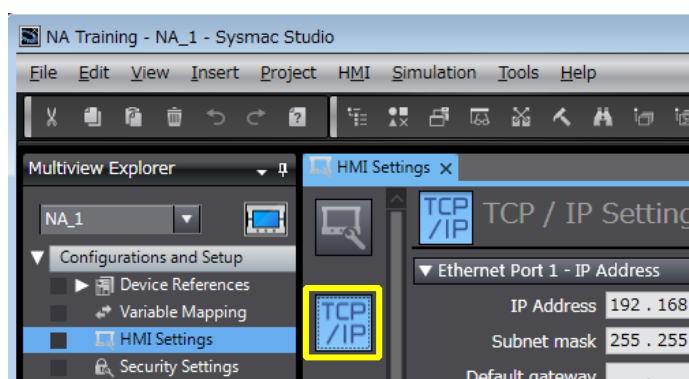 NA Training - NA_1 - Sysmac Studio
File Edit View Insert Project HMI Simulation Tools Help
Multiview Explorer
HMI Settings
NA_1
TCP
/IP
TCP / IP Setting
Configurations and Setup
Ethernet Port 1 - IP Address
Device References
TCP
/IP
IP Address 192 . 168
Variable Mapping
HMI Settings
Subnet mask 255 . 255
Security Settings
Default gateway